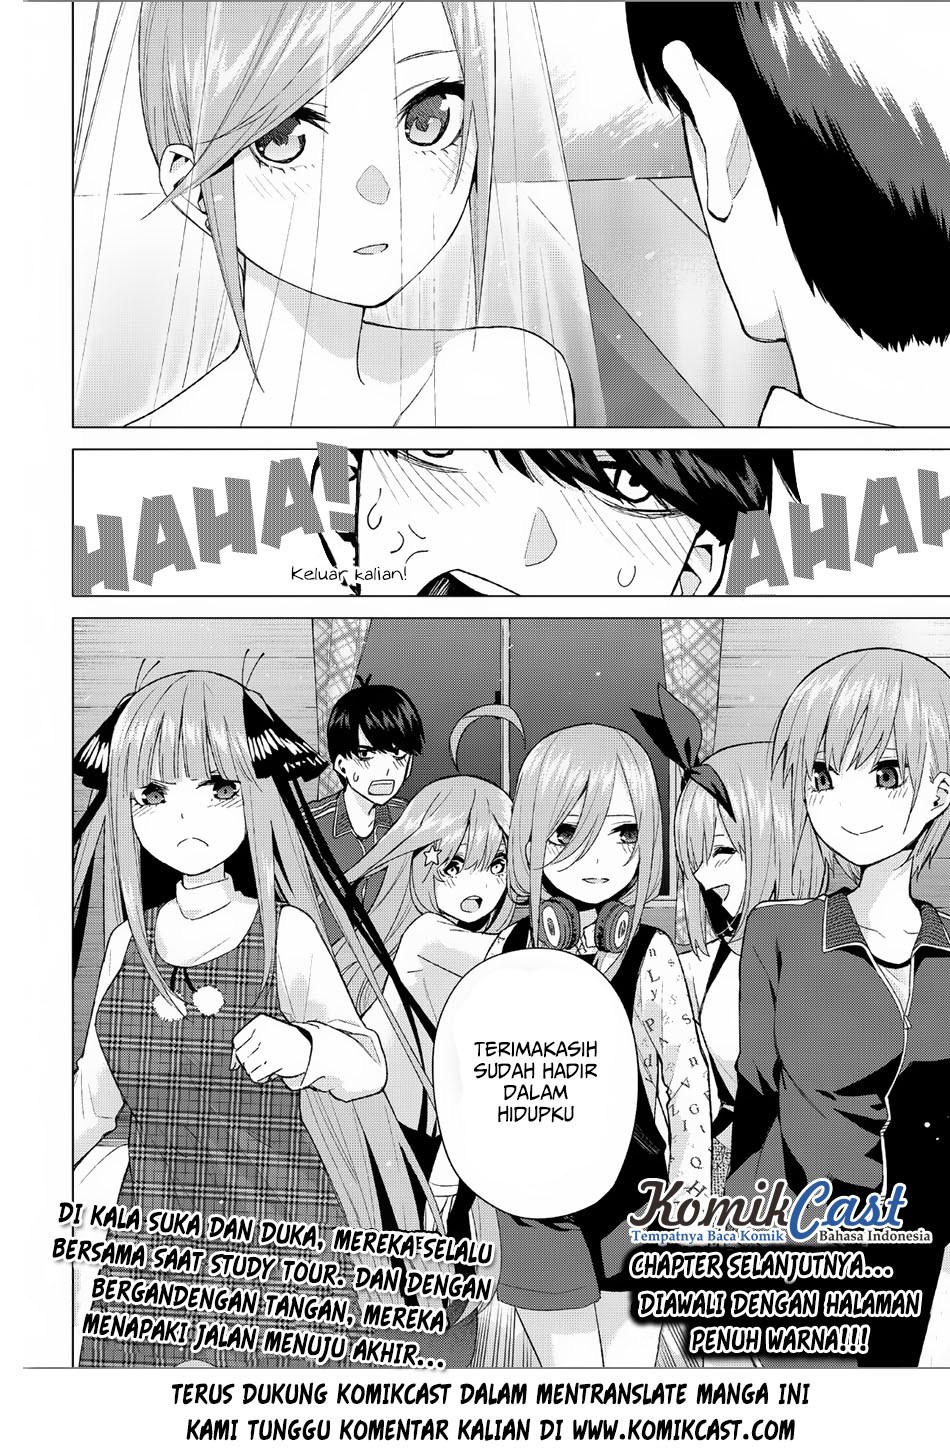 HAHA!
AHAH
Keluar kalian!
TERIMAKASIH
SUDAH HADIR
DALAM
HIDUPKU
DI KALA SUKA DAN DUKA, MEREKA SELALU
BERSAMA SAAT STUDY TOUR. DAN DENGAN
BERGANDENGAN TANGAN, MEREKA
MENAPAKI JALAN MENUJU AKHIR...
KomikCast
Tempatnya Baca Komik Bahasa Indonesia
CHAPTER SELANJUTNYA...
DIAWALI DENGAN HALAMAN
PENUH WARNA!!!
TERUS DUKUNG KOMIKCAST DALAM MENTRANSLATE MANGA INI
KAMI TUNGGU KOMENTAR KALIAN DI WWW.KOMIKCAST.COM